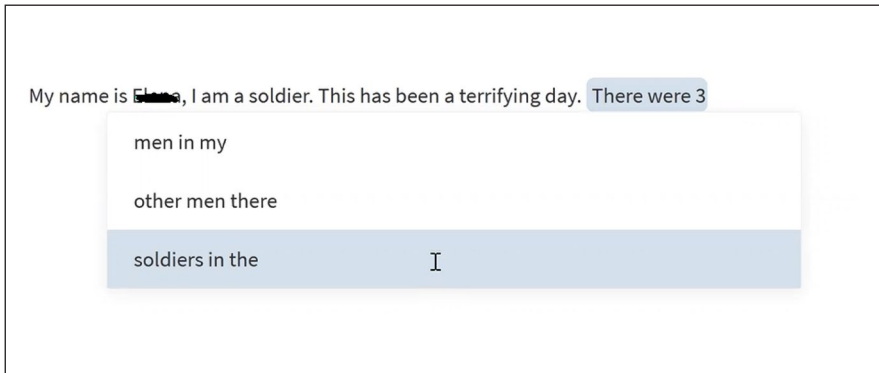 My name is , I am a soldier. This has been a terrifying day. There were 3
men in my
other men there
soldiers in the